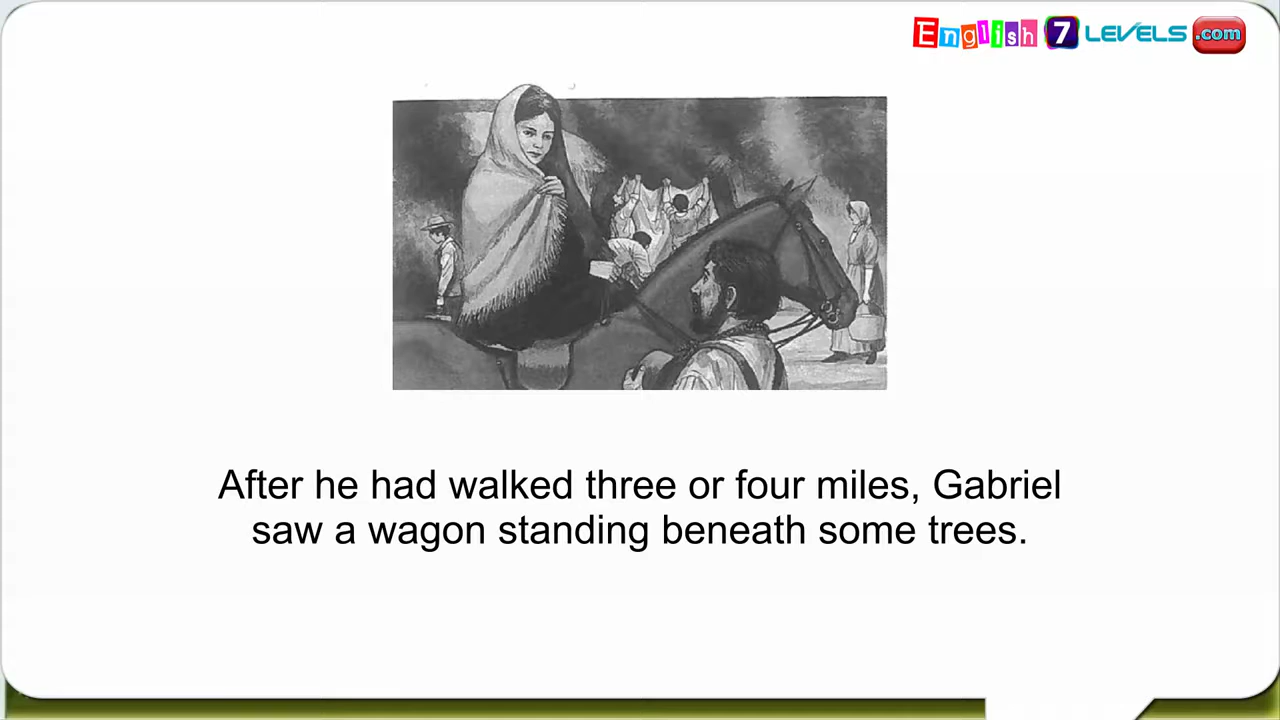 English 7 LEVELS .com
After he had walked three or four miles, Gabriel
saw a wagon standing beneath some trees.